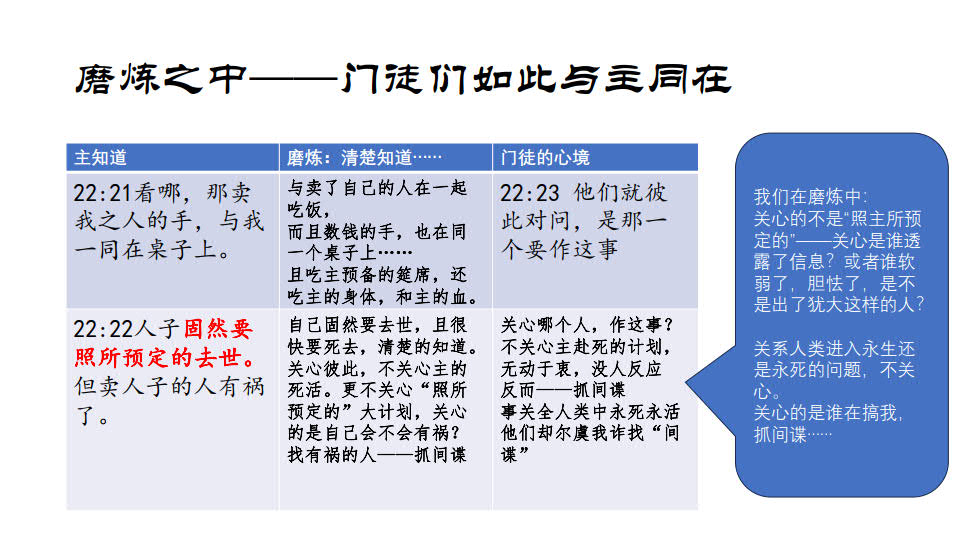 磨炼之中——门徒们如此与主同在
主知道
磨炼：清楚知道……
门徒的心境
22:21看哪，那卖
我之人的手，与我
一同在桌子上。
与卖了自己的人在一起
吃饭，
而且数钱的手，也在同
一个桌子上……
且吃主预备的筵席，还
吃主的身体，和主的血。
22:23 他们就彼
此对问，是那一
个要作这事
22:22人子固然要
照所预定的去世。
但卖人子的人有祸
了。
自己固然要去世，且很
快要死去，清楚的知道。
关心彼此，不关心主的
死活。更不关心“照所
预定的”大计划，关心
的是自己会不会有祸？
找有祸的人——抓间谍
关心哪个人，作这事？
不关心主赴死的计划，
无动于衷，没人反应
反而——抓间谍
事关全人类中永死永活
他们却尔虞我诈找“间
谍”
我们在磨炼中：
关心的不是“照主所预
定的”——关心是谁透
露了信息？或者谁软
弱了，胆怯了，是不
是出了犹大这样的人？
关系人类进入永生还
是永死的问题，不关
心。
关心的是谁在搞我，
抓间谍……